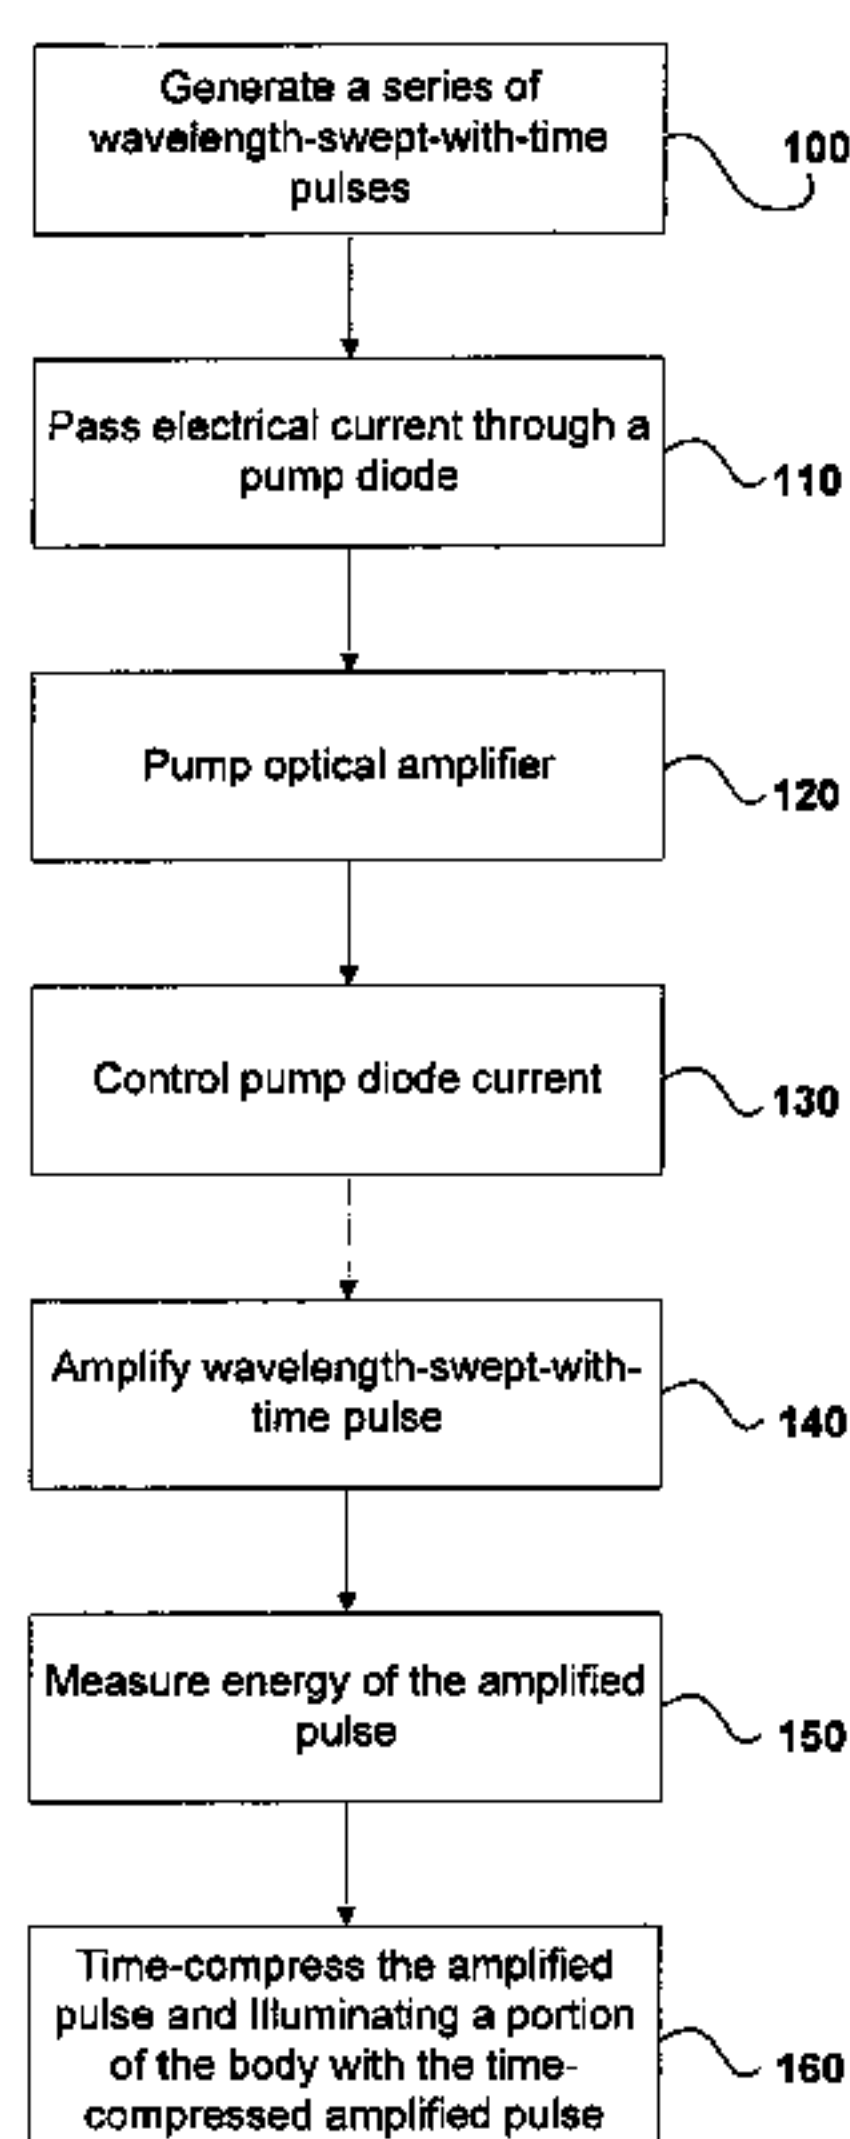 Generate a series of
wavelength-swept-with-time
pulses
100
Pass electrical current through a
pump diode
110
Pump optical amplifier
120
Control pump diode current
130
Amplify wavelength-swept-with-
time pulse
140
Measure energy of the amplified
pulse
150
Time-compress the amplified
pulse and Illuminating a portion
of the body with the time-
compressed amplified pulse
160